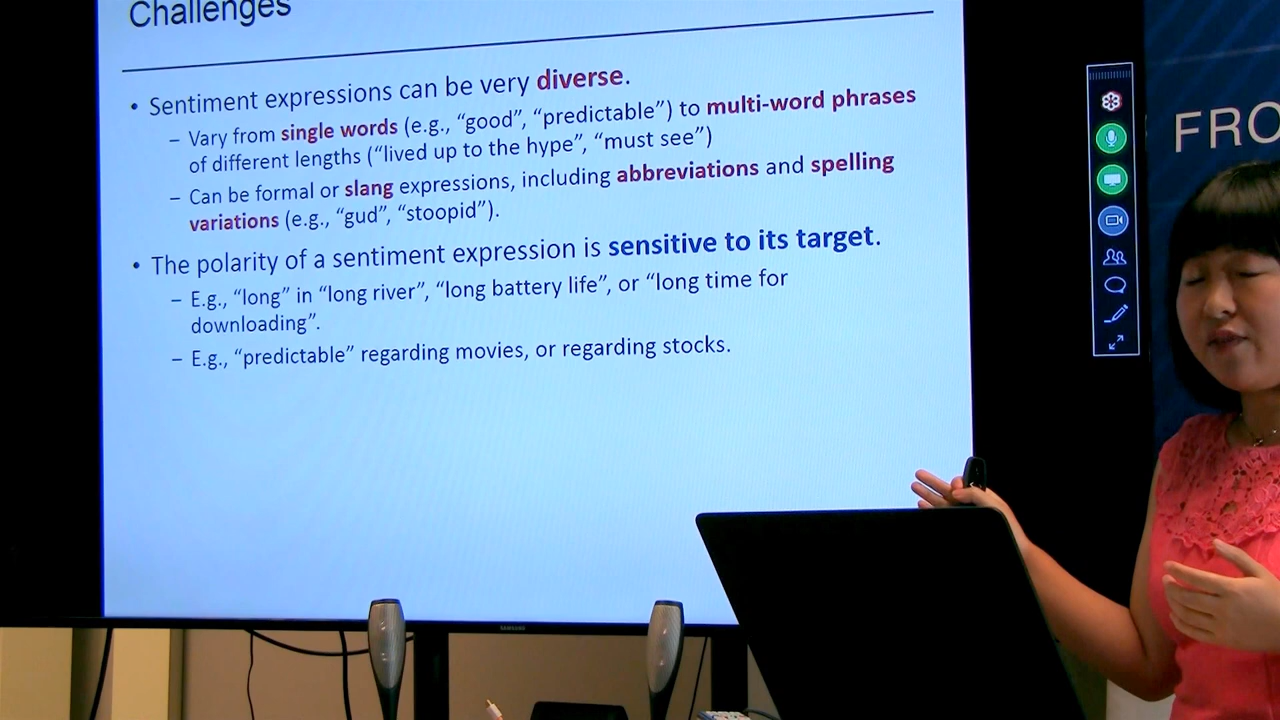 Challenges
• Sentiment expressions can be very diverse.
– Vary from single words (e.g., “good”, “predictable”) to multi-word phrases
of different lengths (“lived up to the hype”, “must see”)
– Can be formal or slang expressions, including abbreviations and spelling
variations (e.g., “gud”, “stoopid”).
• The polarity of a sentiment expression is sensitive to its target.
– E.g., “long” in “long river”, “long battery life”, or “long time for
downloading”.
– E.g., “predictable” regarding movies, or regarding stocks.
FRO
SAMSUNG